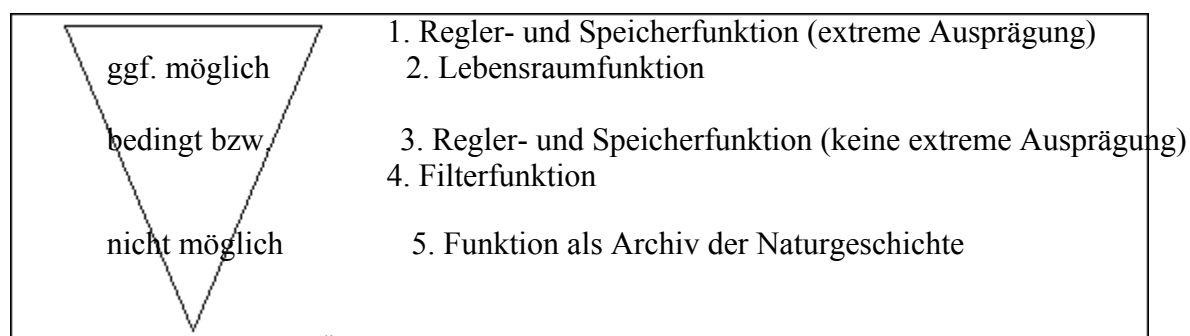 1. Regler- und Speicherfunktion (extreme Ausprägung)
ggf. möglich 2. Lebensraumfunktion
bedingt bzw. 3. Regler- und Speicherfunktion (keine extreme Ausprägung)
4. Filterfunktion
nicht möglich 5. Funktion als Archiv der Naturgeschichte